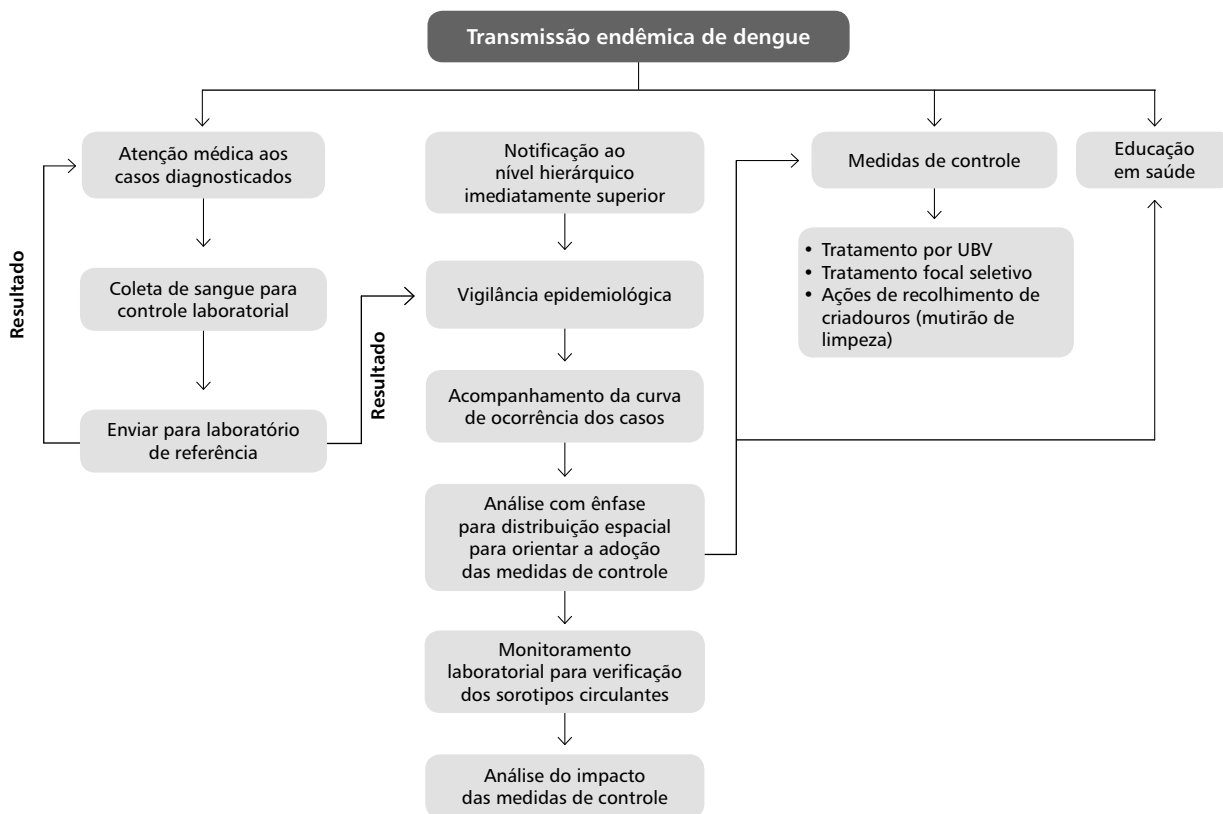 Transmissão endêmica de dengue
Atenção médica aos
casos diagnosticados
Coleta de sangue para
controle laboratorial
Enviar para laboratório
de referência
Resultado
Resultado
Notificação ao
nível hierárquico
imediatamente superior
Vigilância epidemiológica
Acompanhamento da curva
de ocorrência dos casos
Análise com ênfase
para distribuição espacial
para orientar a adoção
das medidas de controle
Monitoramento
laboratorial para verificação
dos sorotipos circulantes
Análise do impacto
das medidas de controle
Medidas de controle
• Tratamento por UBV
• Tratamento focal seletivo
• Ações de recolhimento de
criadouros (mutirão de
limpeza)
Educação
em saúde